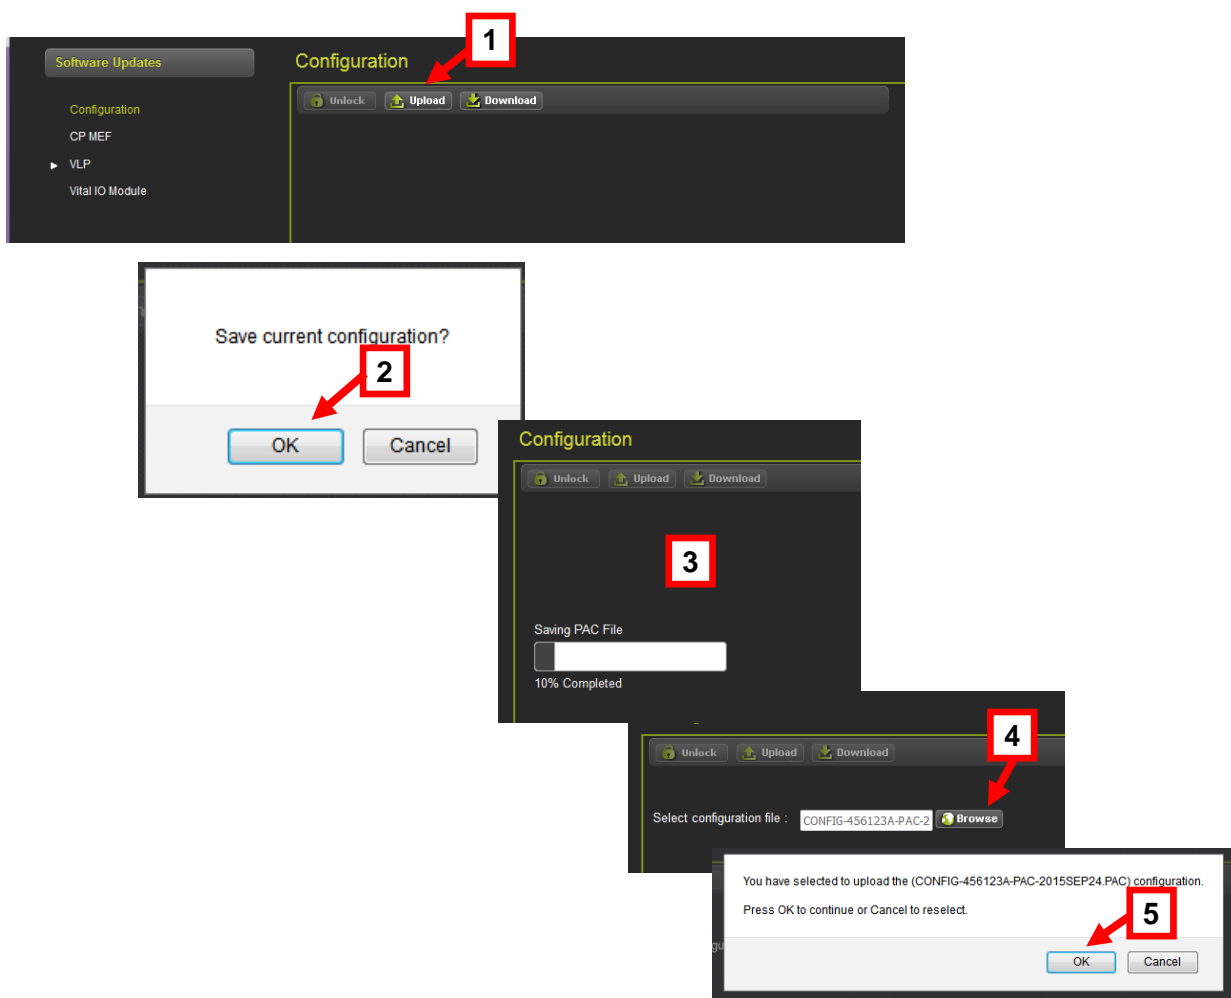 1
Software Updates
Configuration
Unlock
Upload
Download
Configuration
CP MEF
VLP
Vital IO Module
Save current configuration?
2
OK
Cancel
Configuration
Unlock
Upload
Download
3
Saving PAC File
10% Completed
4
Unlock
Upload
Download
Select configuration file :
CONFIG-456123A-PAC-2
Browse
You have selected to upload the (CONFIG-456123A-PAC-2015SEP24.PAC) configuration.
Press OK to continue or Cancel to reselect.
5
OK
Cancel